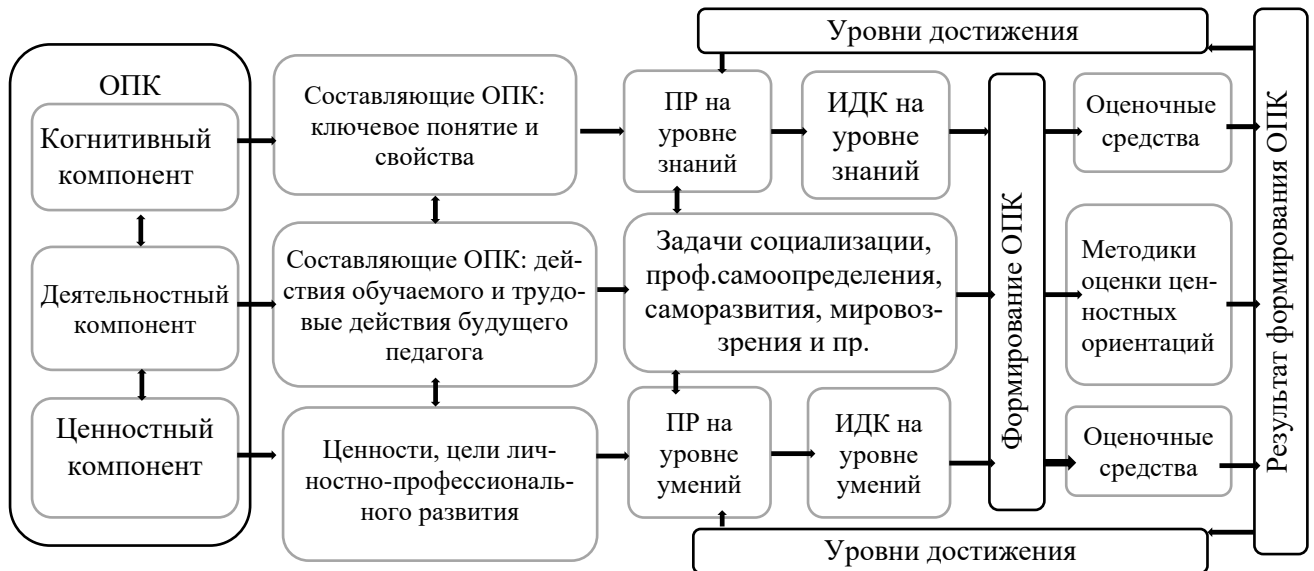 Уровни достижения
ОПК
Когнитивный
компонент
Деятельностный
компонент
Ценностный
компонент
Составляющие ОПК:
ключевое понятие и
свойства
Составляющие ОПК: дей-
ствия обучаемого и трудо-
вые действия будущего
педагога
Ценности, цели лич-
ностно-профессиональ-
ного развития
ПР на
уровне
знаний
ИДК на
уровне
знаний
Задачи социализации,
проф.самоопределения,
саморазвития, мировоз-
зрения и пр.
ПР на
уровне
умений
ИДК на
уровне
умений
Формирование ОПК
Оценочные
средства
Методики
оценки цен-
ностных
ориентаций
Оценочные
средства
Результат формирования ОПК
Уровни достижения